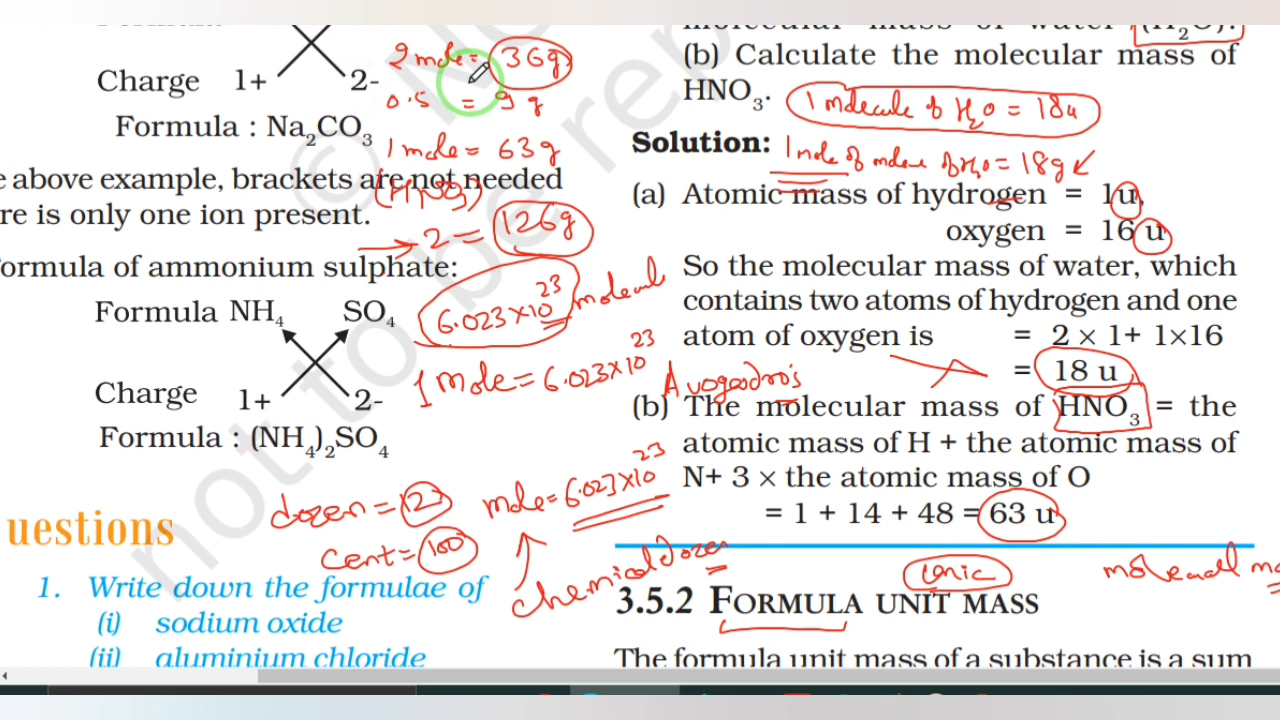 Charge 1+ 2-
Formula : Na2CO3
e above example, brackets are not needed
re is only one ion present.
ormula of ammonium sulphate:
Formula NH4 SO4
Charge 1+ 2-
Formula : (NH4)2SO4
uestions
1. Write down the formulae of
(i) sodium oxide
(ii) aluminium chloride
2 mole = 36g
0.5 = 9 g
1 mole = 63g
(HNO3)
2 = 126g
6.023×10^23
1 mole = 6.023×10^23
dozen = 12
mole = 6.023×10^23
Cent = 100
chemical dozen
molecular mass of water (H2O).
(b) Calculate the molecular mass of
HNO3.
1 molecule of H2O = 18u
Solution:
1 mole of H2O = 18g
(a) Atomic mass of hydrogen = 1u,
oxygen = 16 u
So the molecular mass of water, which
contains two atoms of hydrogen and one
atom of oxygen is = 2 × 1+ 1×16
= 18 u
(b) The molecular mass of HNO3 = the
atomic mass of H + the atomic mass of
N+ 3 × the atomic mass of O
= 1 + 14 + 48 = 63 u
ionic
3.5.2 FORMULA UNIT MASS
The formula unit mass of a substance is a sum
not to be rep